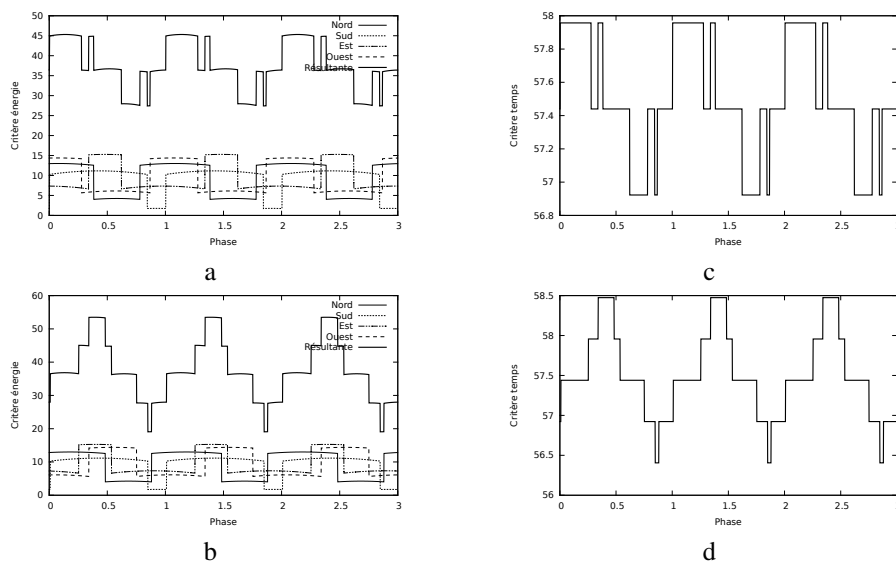 50
45
40
35
30
25
20
15
10
5
0
Critère énergie
Nord
Sud
Est
Ouest
Résultante
0 0.5 1 1.5 2 2.5 3
Phase
a
58
57.8
57.6
57.4
57.2
57
56.8
Critère temps
0 0.5 1 1.5 2 2.5 3
Phase
c
60
50
40
30
20
10
0
Critère énergie
Nord
Sud
Est
Ouest
Résultante
0 0.5 1 1.5 2 2.5 3
Phase
b
58.5
58
57.5
57
56.5
56
Critère temps
0 0.5 1 1.5 2 2.5
Phase
d